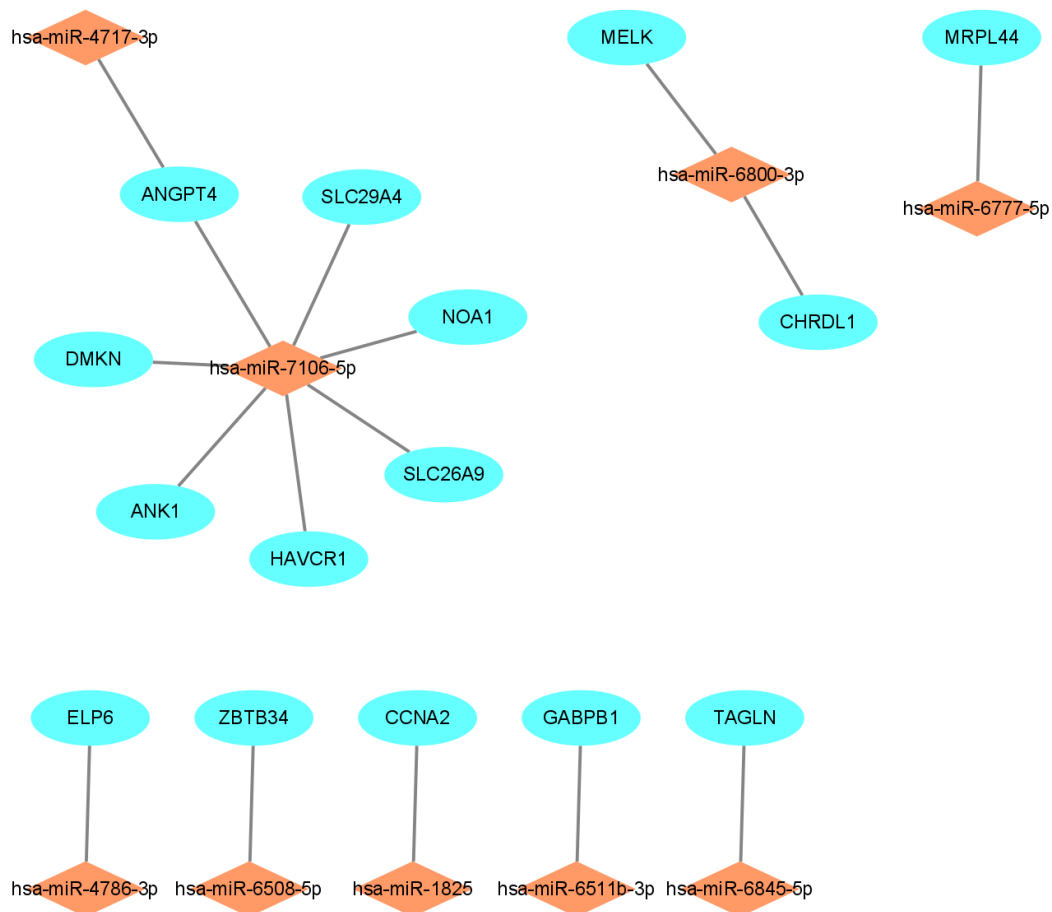 hsa-miR-4717-3p
MELK
MRPL44
hsa-miR-6800-3p
ANGPT4
SLC29A4
hsa-miR-6777-5p
NOA1
CHRDL1
DMKN
hsa-miR-7106-5p
SLC26A9
ANK1
HAVCR1
ELP6
ZBTB34
CCNA2
GABPB1
TAGLN
hsa-miR-4786-3p
hsa-miR-6508-5p
hsa-miR-1825
hsa-miR-6511b-3p
hsa-miR-6845-5p